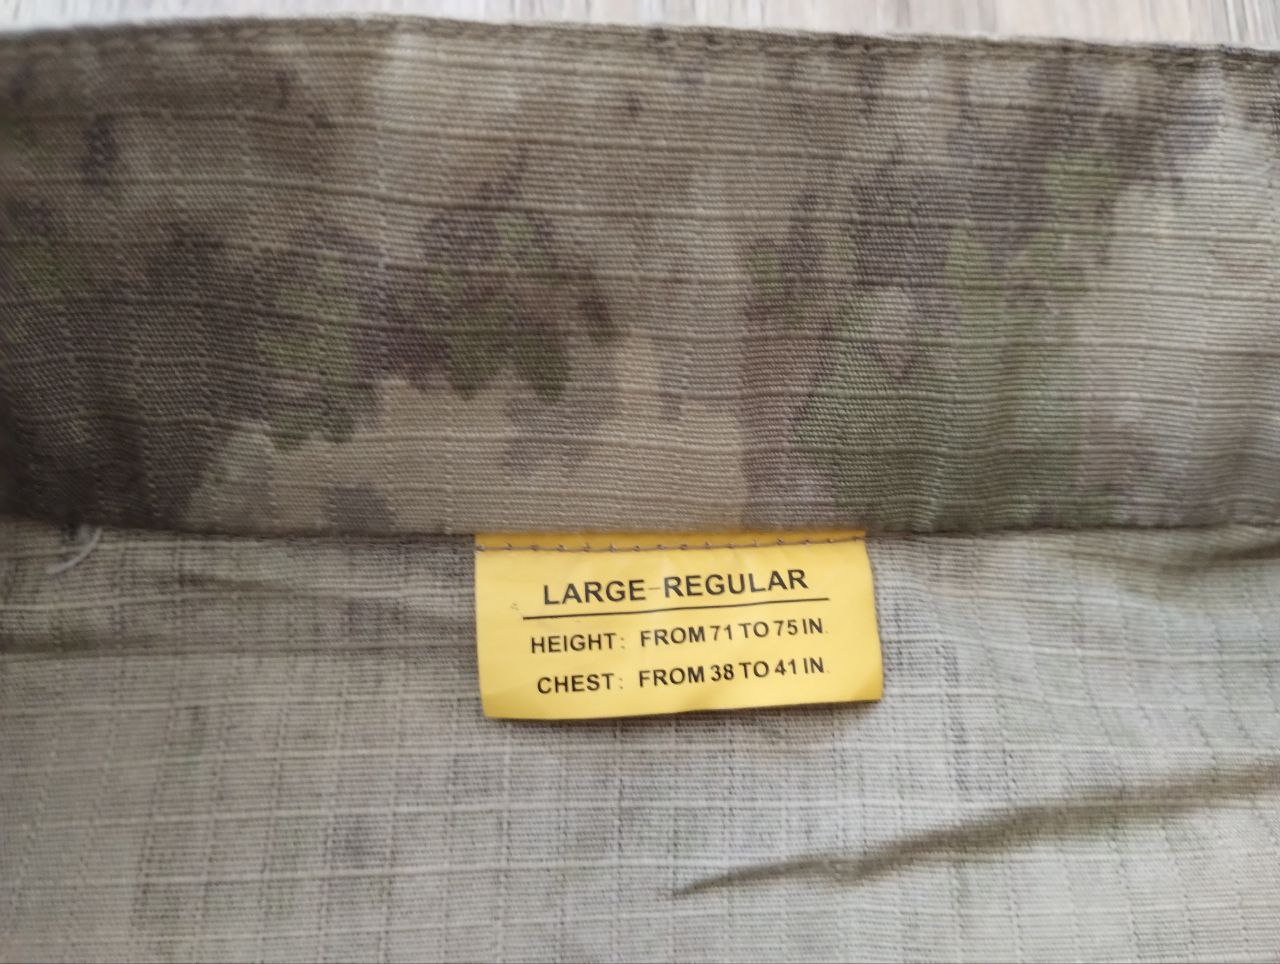 LARGE-REGULAR
HEIGHT: FROM 71 TO 75 IN.
CHEST: FROM 38 TO 41 IN.